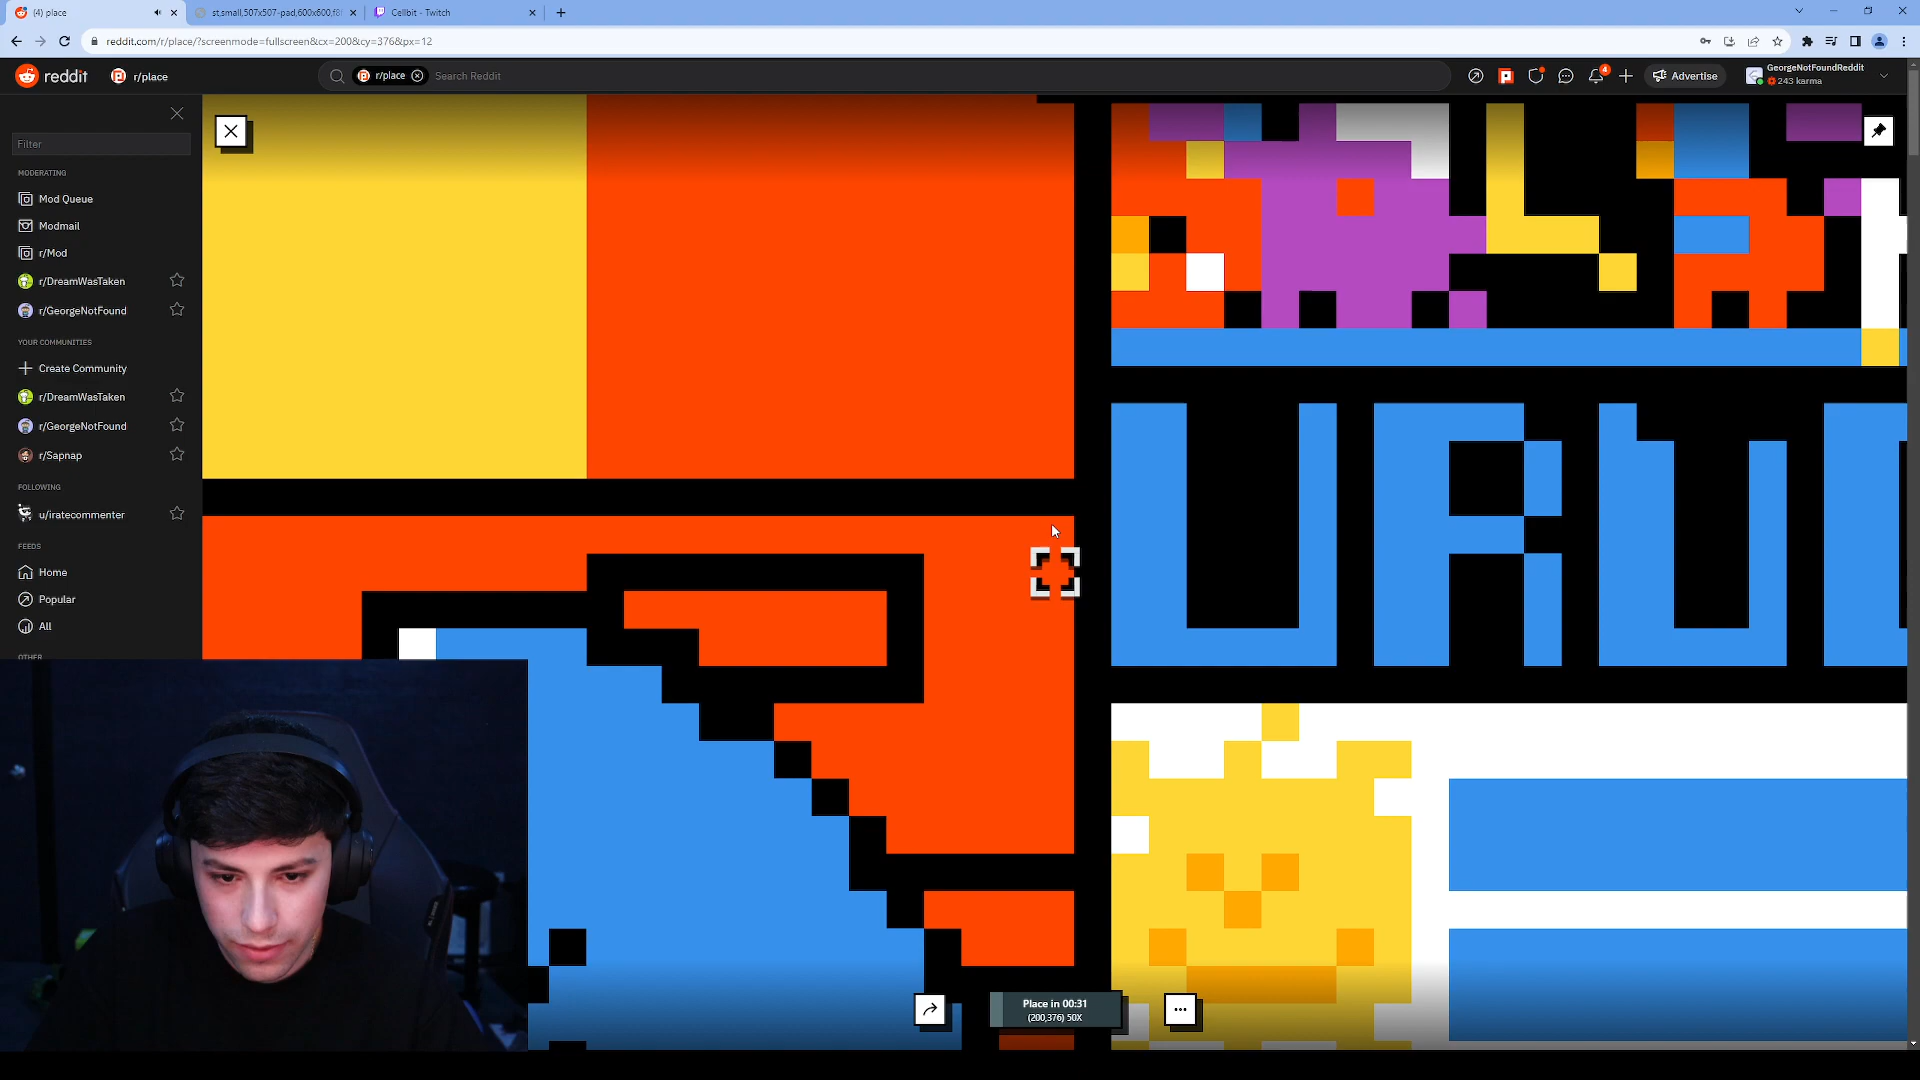 (4) place
st,small,507x507-pad,600x600,f8
Cellbit - Twitch
reddit.com/r/place/?screenmode=fullscreen&cx=200&cy=376&px=12
reddit
r/place
r/place
Search Reddit
4
Advertise
GeorgeNotFoundReddit
243 karma
Filter
MODERATING
Mod Queue
Modmail
r/Mod
r/DreamWasTaken
r/GeorgeNotFound
YOUR COMMUNITIES
Create Community
r/DreamWasTaken
r/GeorgeNotFound
r/Sapnap
FOLLOWING
u/iratecommenter
FEEDS
Home
Popular
All
OTHER
URU
Place in 00:31
(200,376) 50X